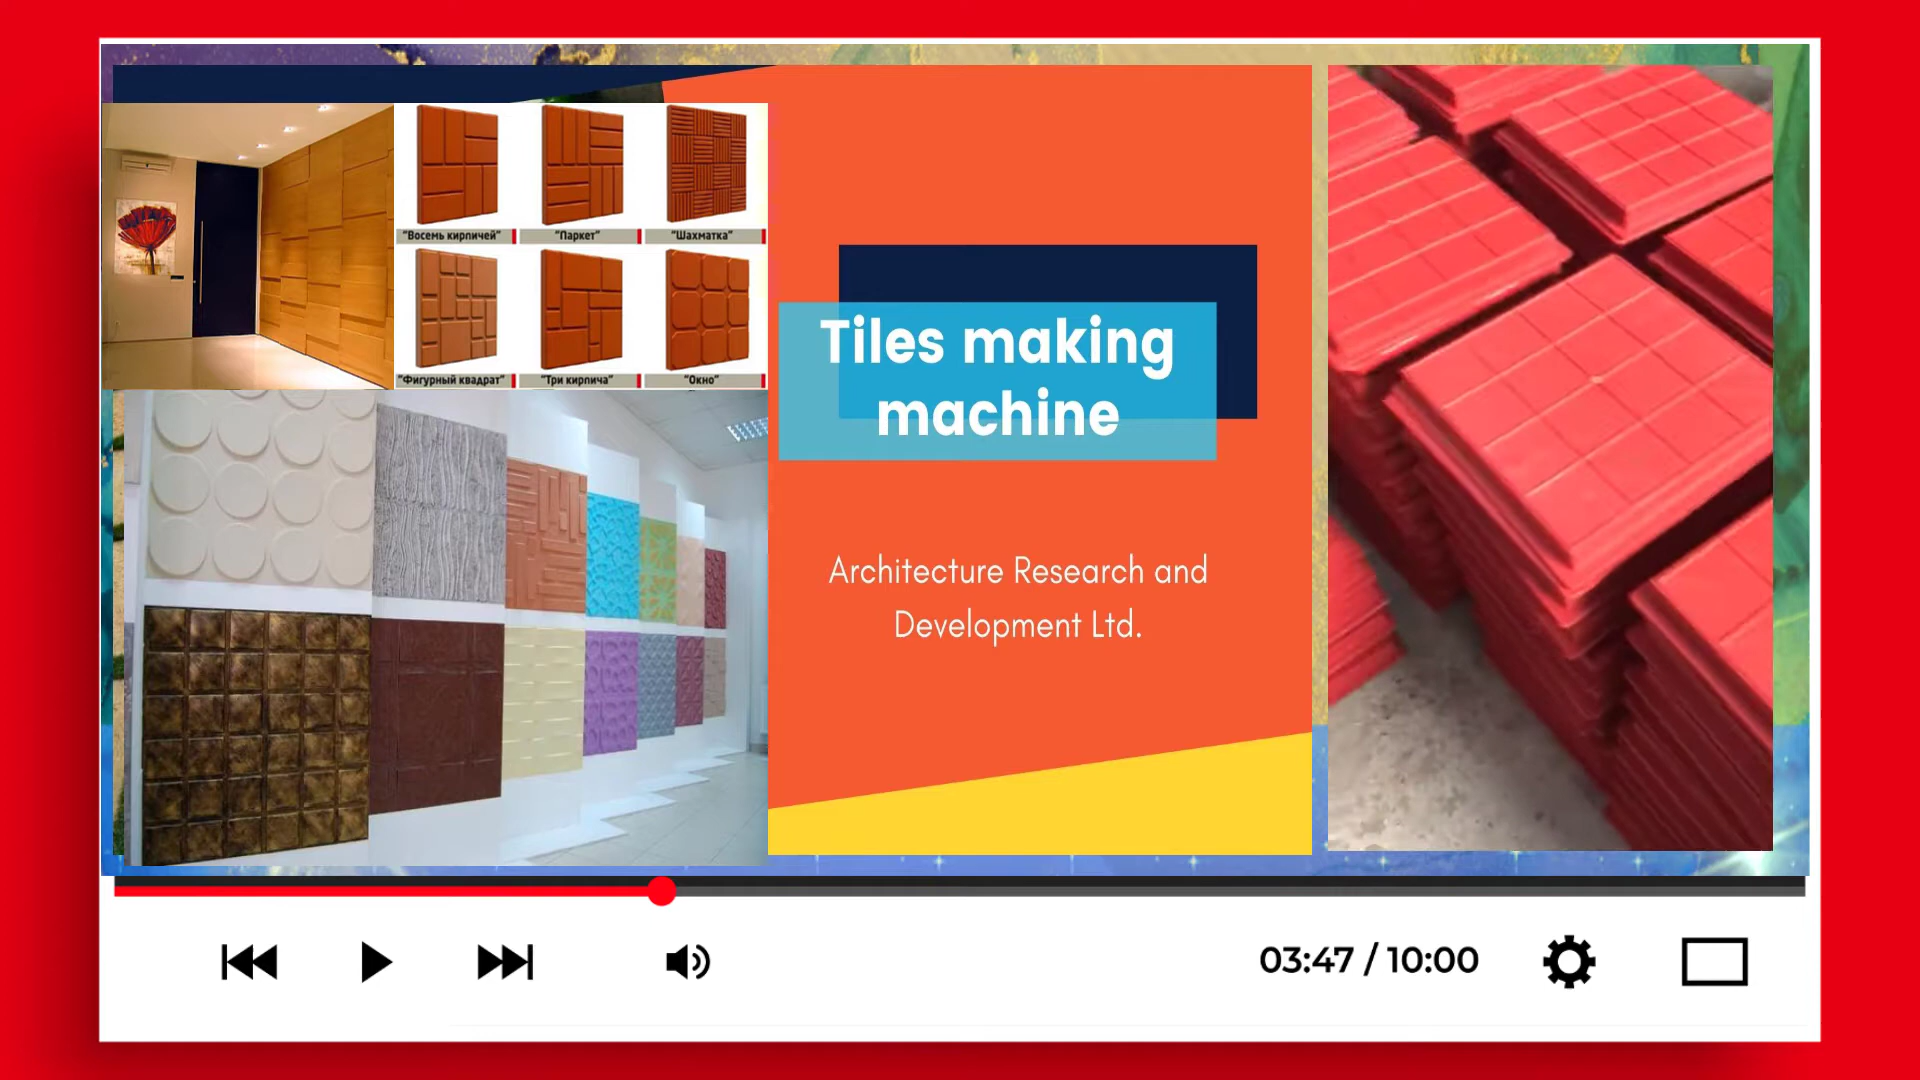 "Восемь кирпичей"
"Паркет"
"Шахматка"
"Фигурный квадрат"
"Три кирпича"
"Окно"
Tiles making
machine
Architecture Research and
Development Ltd.
03:47 / 10:00